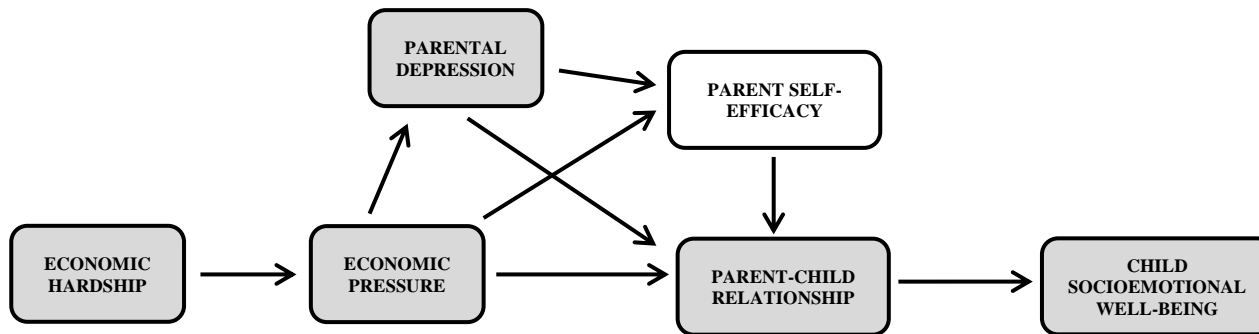 PARENTAL
DEPRESSION
PARENT SELF-
EFFICACY
ECONOMIC
HARDSHIP
ECONOMIC
PRESSURE
PARENT-CHILD
RELATIONSHIP
CHILD
SOCIOEMOTIONAL
WELL-BEING